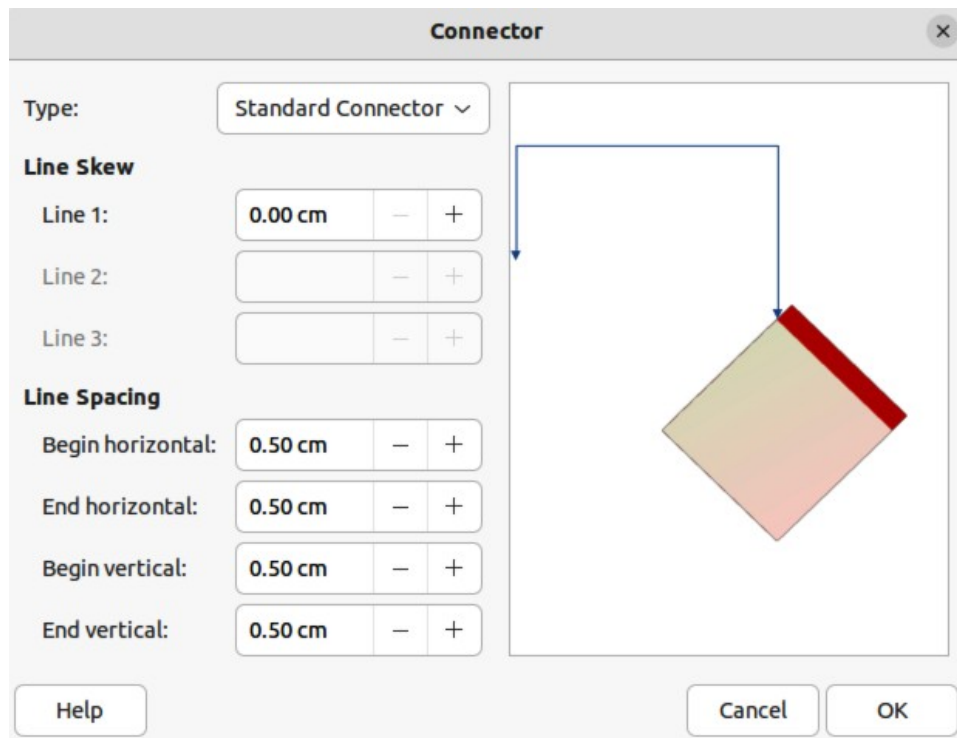 Connector
Type: Standard Connector
Line Skew
Line 1: 0.00 cm
Line 2:
Line 3:
Line Spacing
Begin horizontal: 0.50 cm
End horizontal: 0.50 cm
Begin vertical: 0.50 cm
End vertical: 0.50 cm
Help Cancel OK